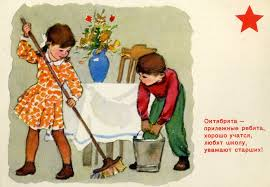 Октябрята —
прилежные ребята,
хорошо учатся,
любят школу,
уважают старших!